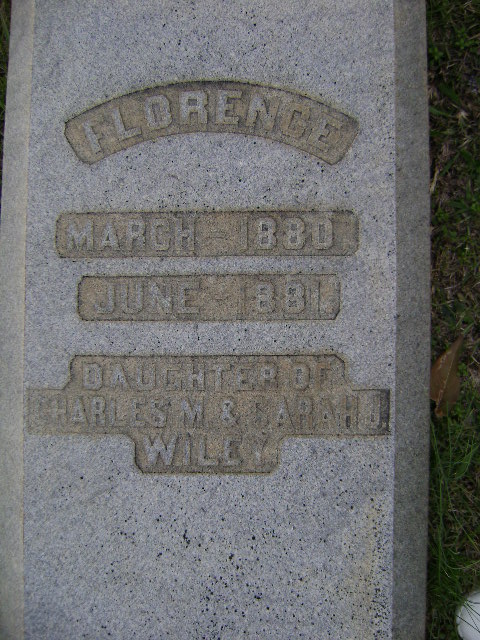 FLORENCE
MARCH - 1880
JUNE - 1881.
DAUGHTER OF
CHARLES M. & SARAH J.
WILEY.